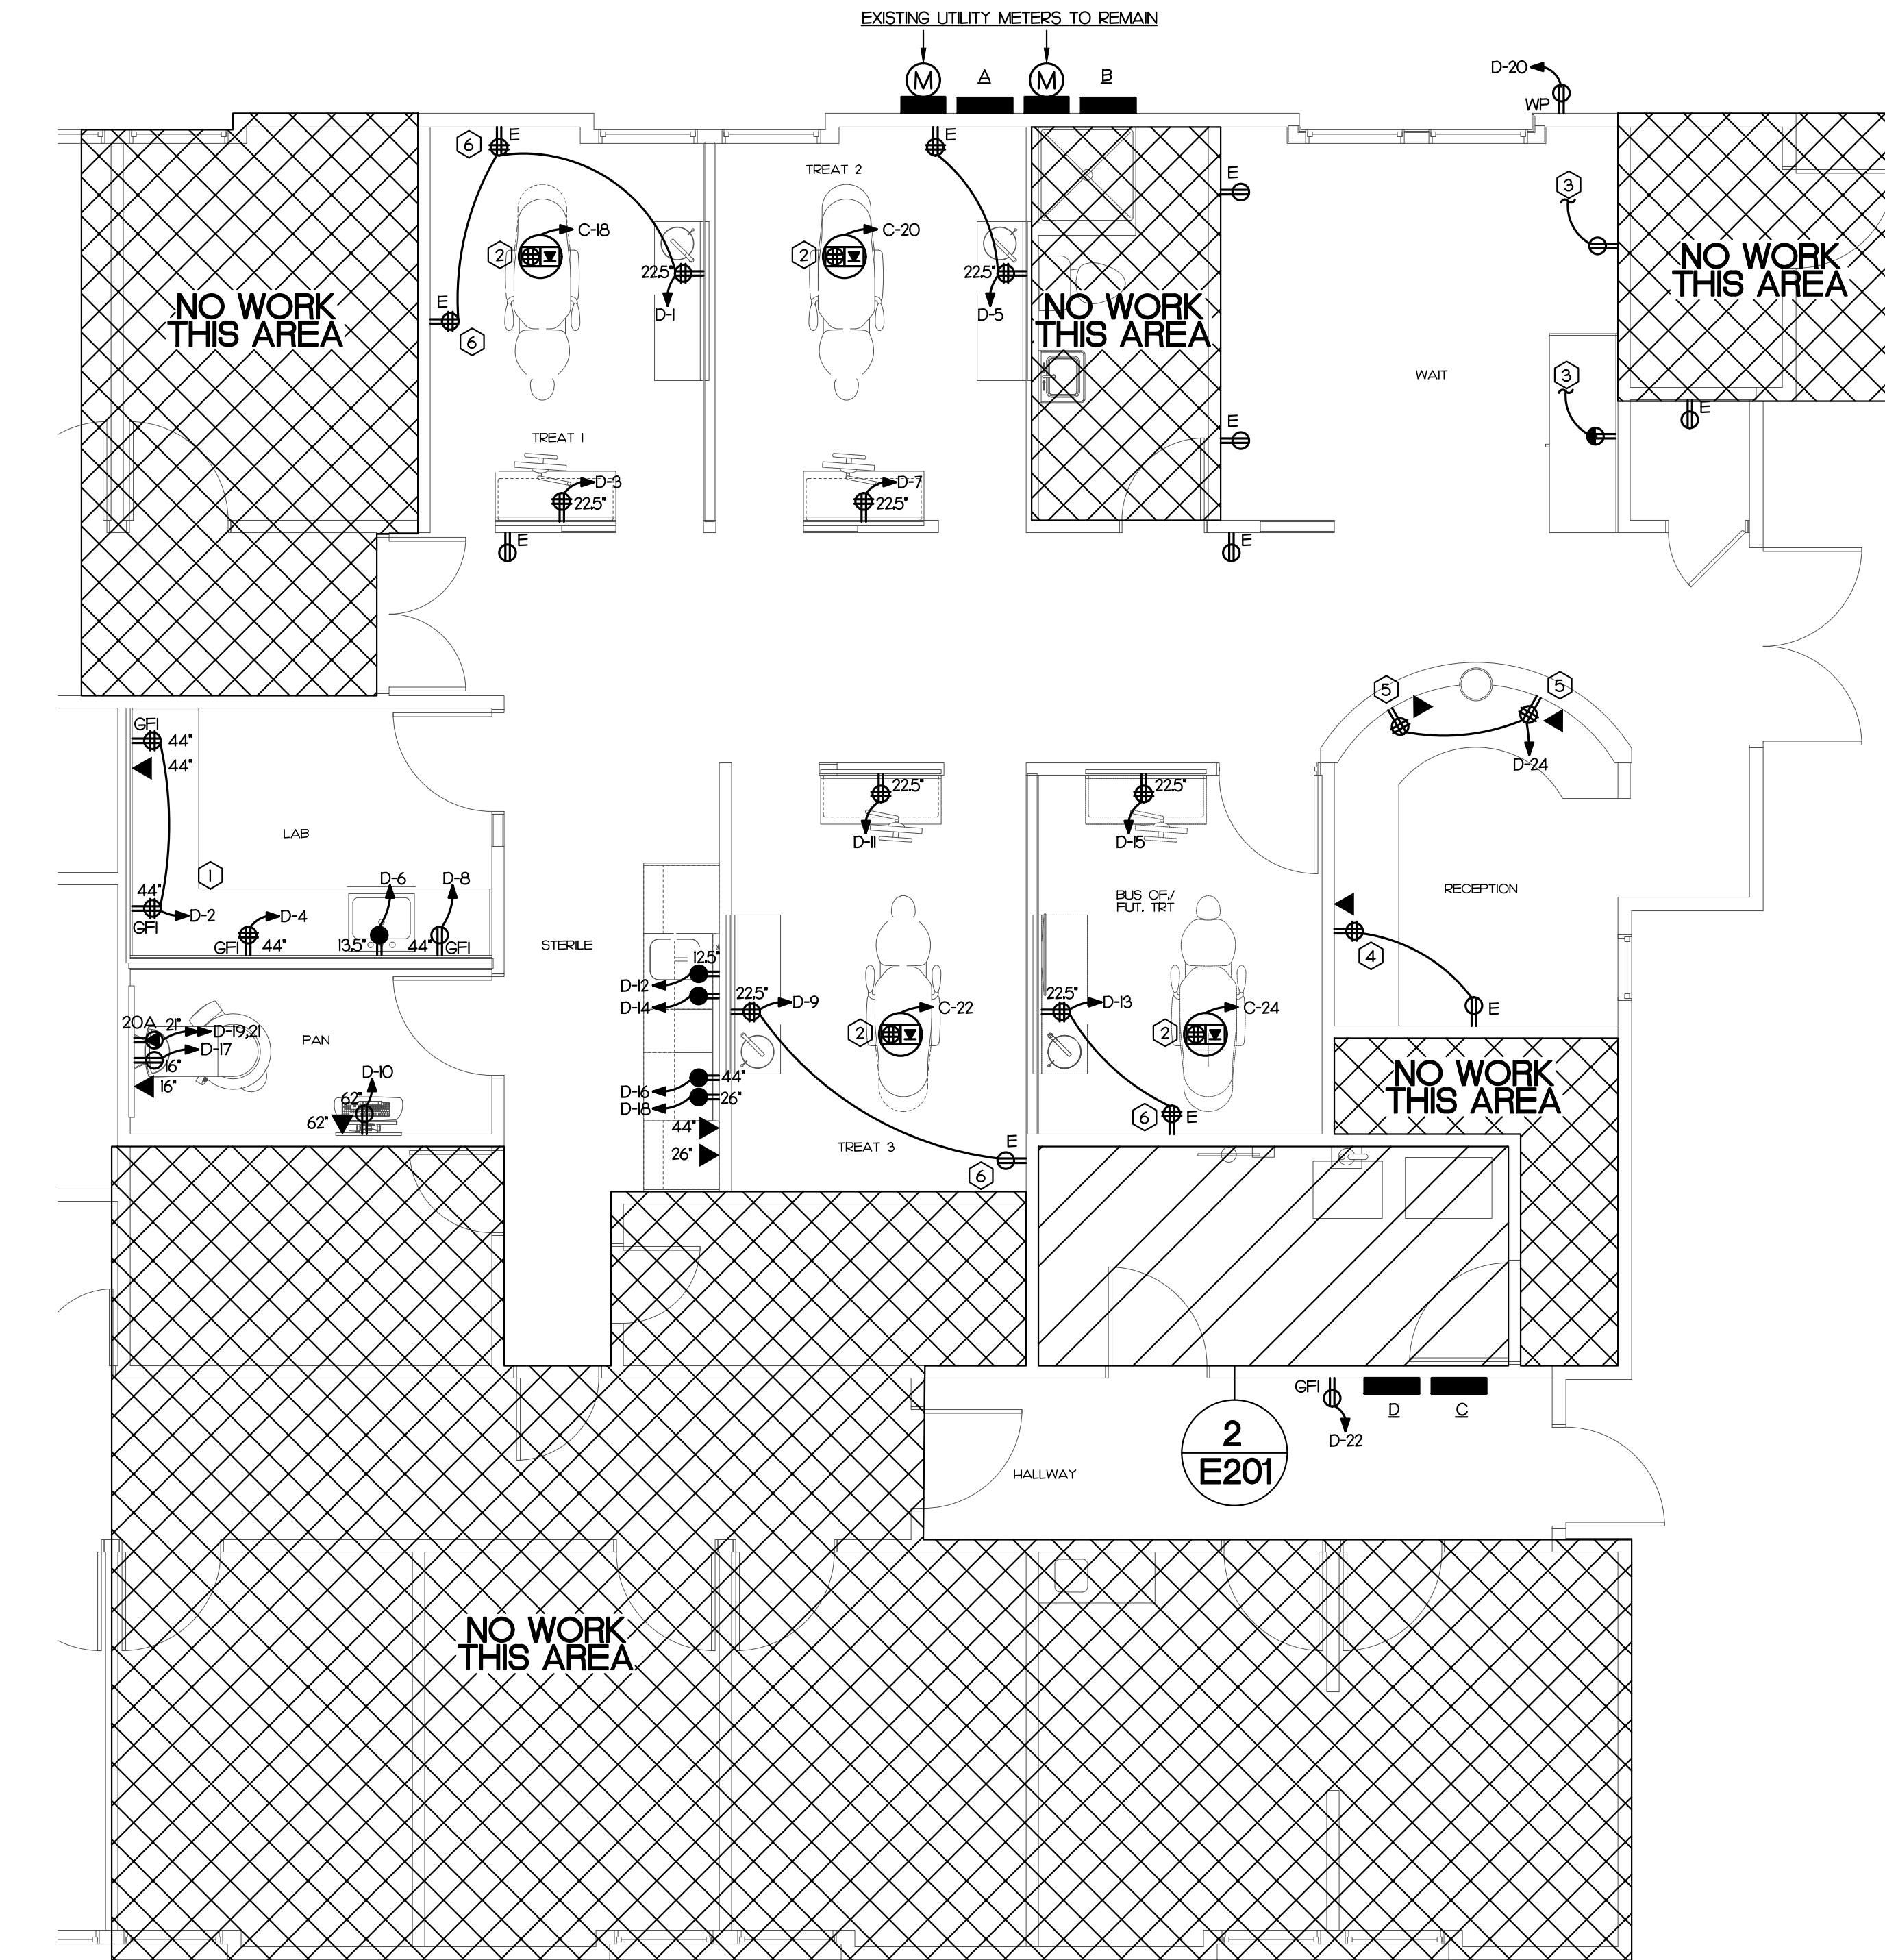 EXISTING UTILITY METERS TO REMAIN
M
A
M
B
D-20
WP
6
E
E
TREAT 2
E
3
C-18
C-20
2
2
22.5"
22.5"
NO WORK
THIS AREA
NO WORK
THIS AREA
NO WORK
THIS AREA
E
D-1
D-5
6
WAIT
3
E
E
TREAT 1
D-3
D-7
22.5"
22.5"
E
E
5
5
GFI
44"
44"
D-24
22.5"
22.5"
LAB
D-11
D-15
1
D-6
D-8
44"
D-2
D-4
GFI
GFI
44"
13.5"
44"
GFI
STERILE
BUS OF./
FUT. TRT
RECEPTION
12.5"
4
D-12
D-14
22.5"
D-9
22.5"
D-13
C-22
C-24
E
20A
21"
D-19,21
2
2
D-17
PAN
16"
16"
D-10
62"
62"
D-16
44"
D-18
26"
NO WORK
THIS AREA
6
E
44"
26"
TREAT 3
E
6
GFI
D
C
2
E201
D-22
HALLWAY
NO WORK
THIS AREA